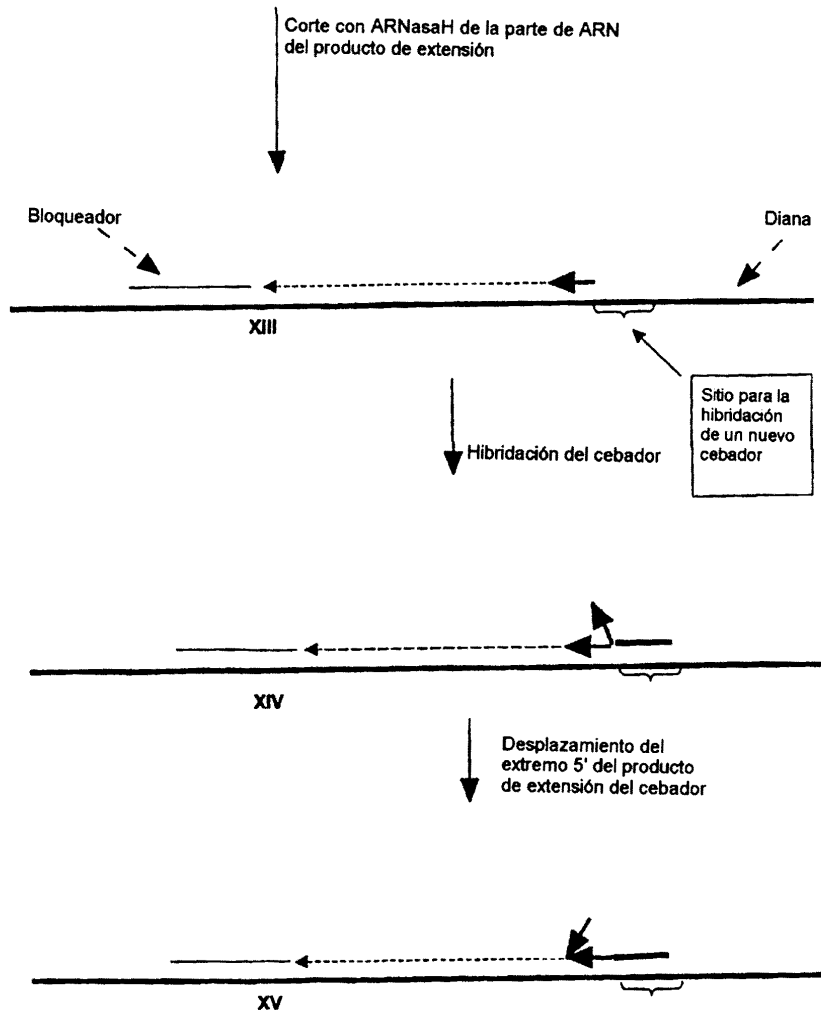 Corte con ARNasaH de la parte de ARN
del producto de extensión
Bloqueador
Diana
XIII
Sitio para la
hibridación
de un nuevo
cebador
Hibridación del cebador
XIV
Desplazamiento del
extremo 5' del producto
de extensión del cebador
XV